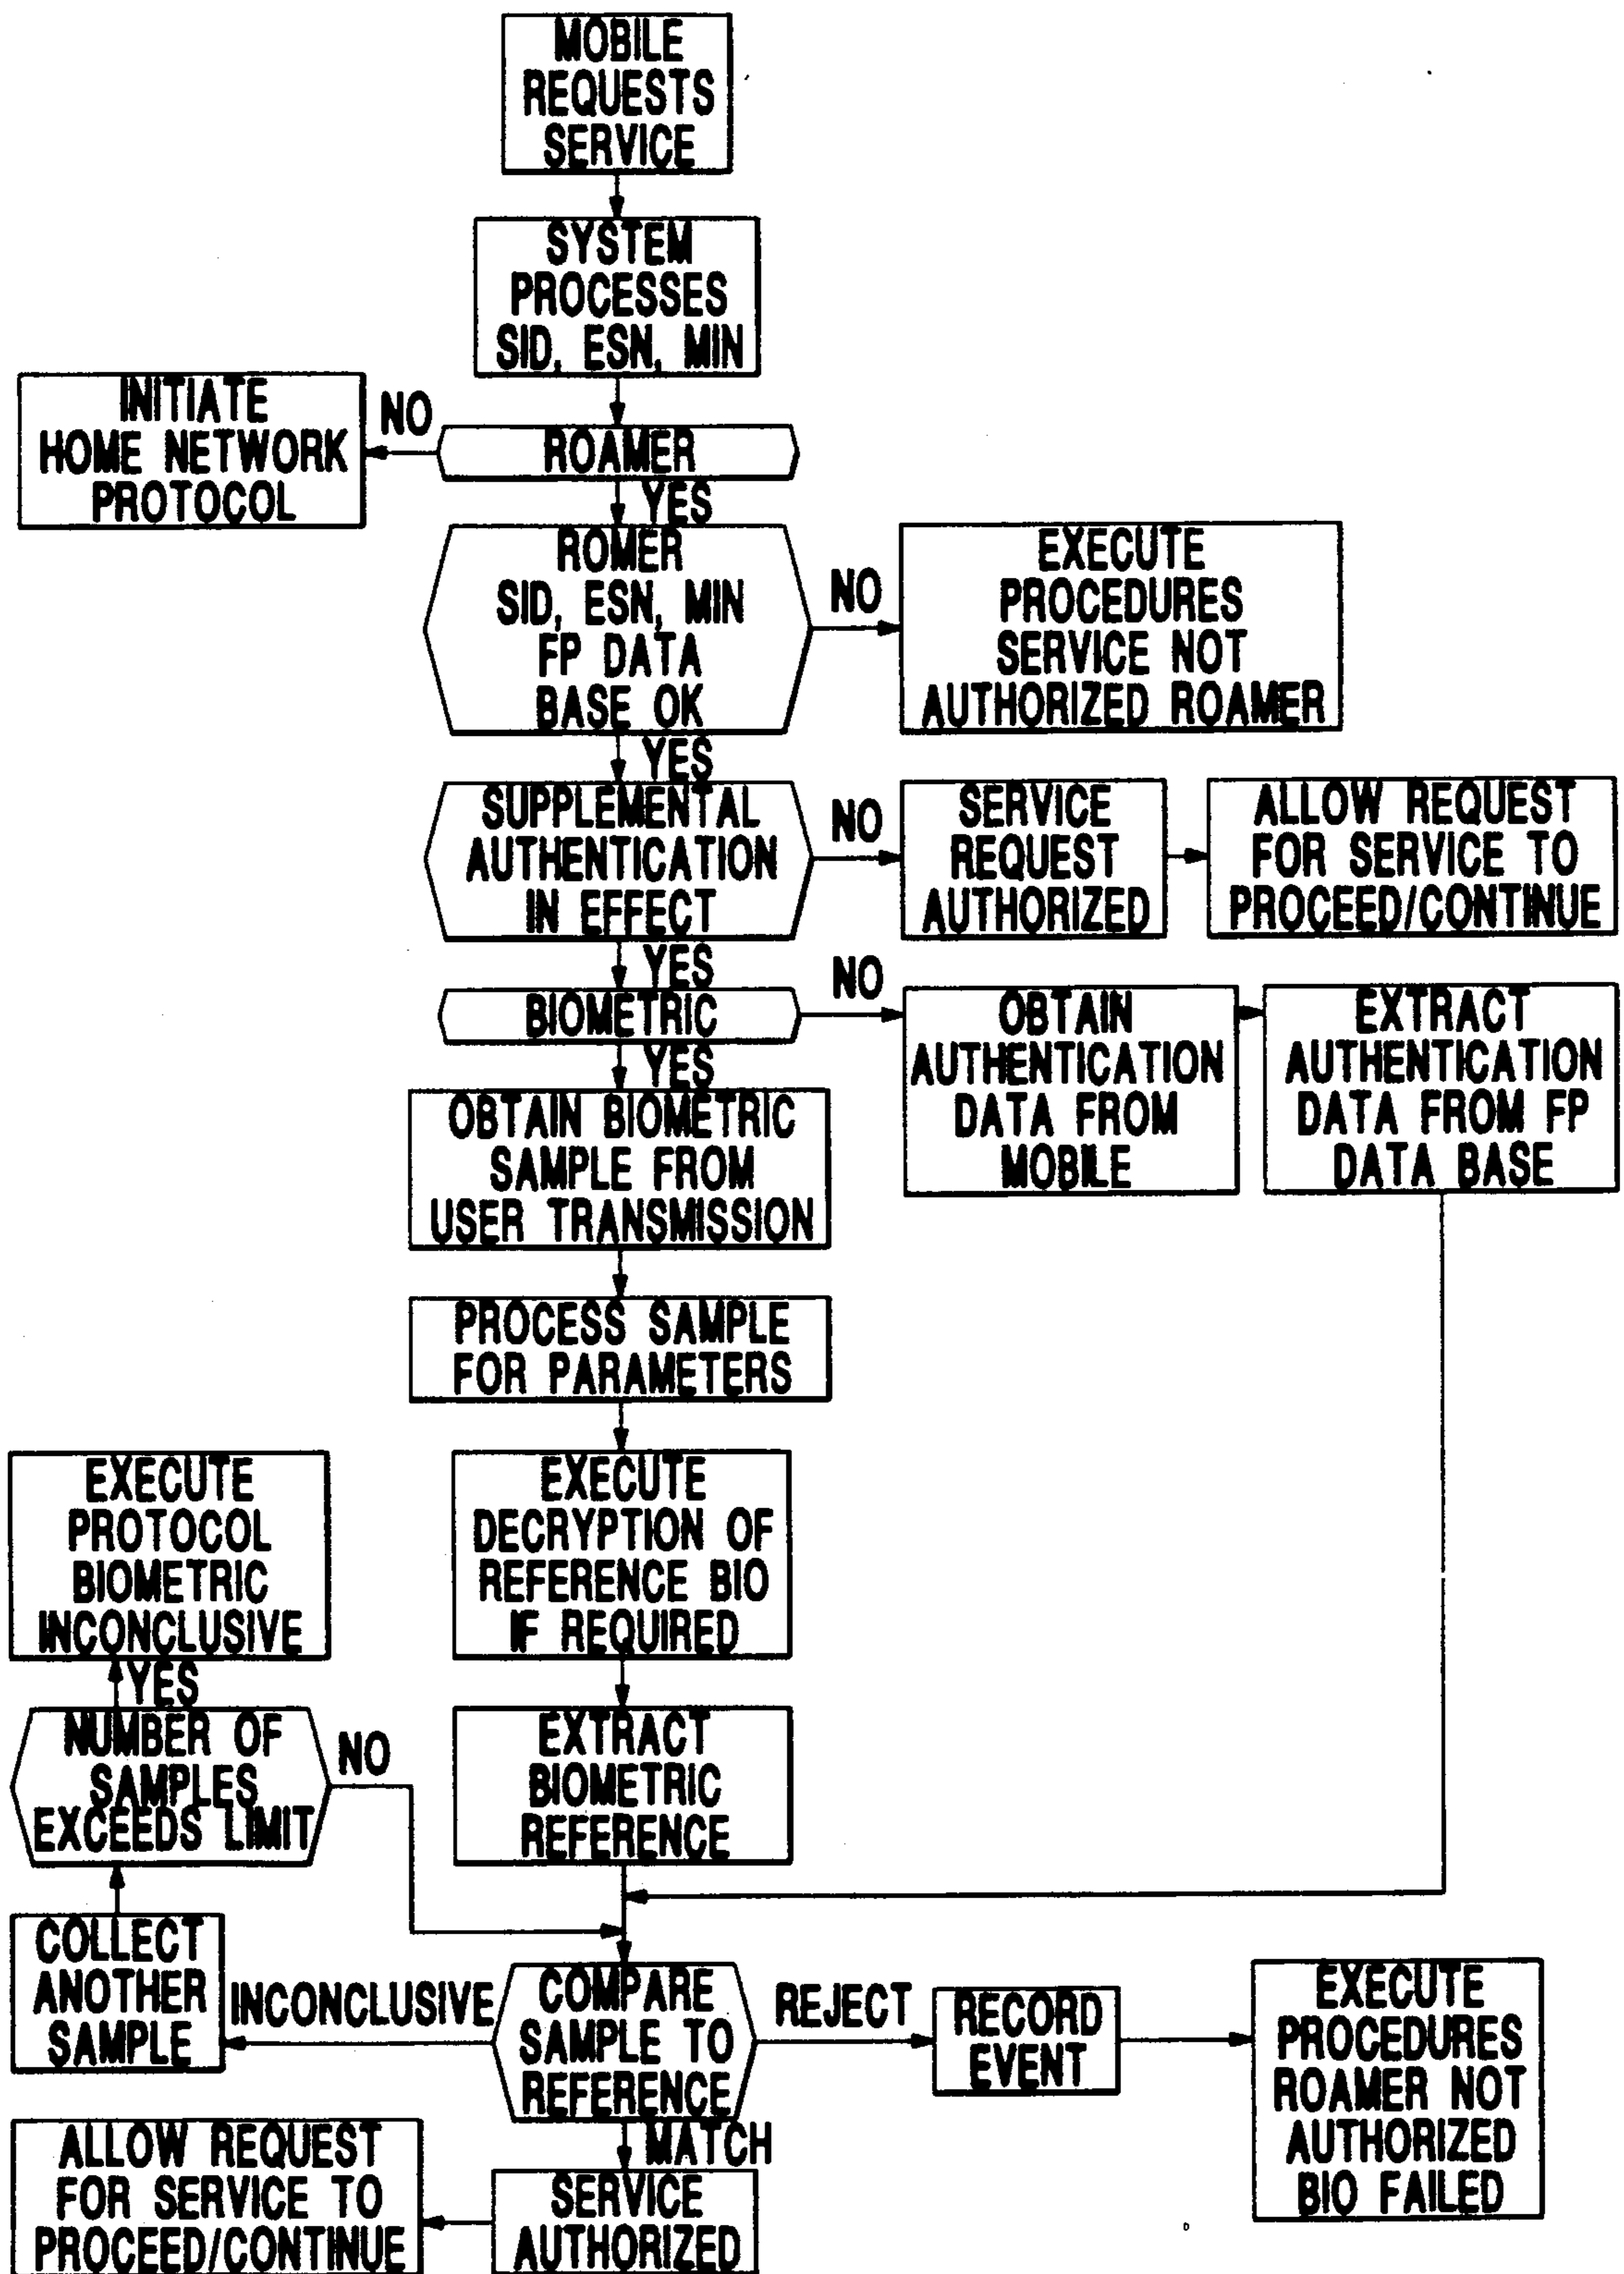 MOBILE
REQUESTS
SERVICE
SYSTEM
PROCESSES
SID, ESN, MIN
INITIATE
HOME NETWORK
PROTOCOL
NO
ROAMER
YES
ROMER
SID, ESN, MIN
FP DATA
BASE OK
NO
EXECUTE
PROCEDURES
SERVICE NOT
AUTHORIZED ROAMER
YES
SUPPLEMENTAL
AUTHENTICATION
IN EFFECT
NO
SERVICE
REQUEST
AUTHORIZED
ALLOW REQUEST
FOR SERVICE TO
PROCEED/CONTINUE
YES
BIOMETRIC
NO
OBTAIN
AUTHENTICATION
DATA FROM
MOBILE
EXTRACT
AUTHENTICATION
DATA FROM FP
DATA BASE
YES
OBTAIN BIOMETRIC
SAMPLE FROM
USER TRANSMISSION
PROCESS SAMPLE
FOR PARAMETERS
EXECUTE
DECRYPTION OF
REFERENCE BIO
IF REQUIRED
EXECUTE
PROTOCOL
BIOMETRIC
INCONCLUSIVE
YES
NUMBER OF
SAMPLES
EXCEEDS LIMIT
NO
EXTRACT
BIOMETRIC
REFERENCE
COLLECT
ANOTHER
SAMPLE
INCONCLUSIVE
COMPARE
SAMPLE TO
REFERENCE
REJECT
RECORD
EVENT
EXECUTE
PROCEDURES
ROAMER NOT
AUTHORIZED
BIO FAILED
MATCH
SERVICE
AUTHORIZED
ALLOW REQUEST
FOR SERVICE TO
PROCEED/CONTINUE